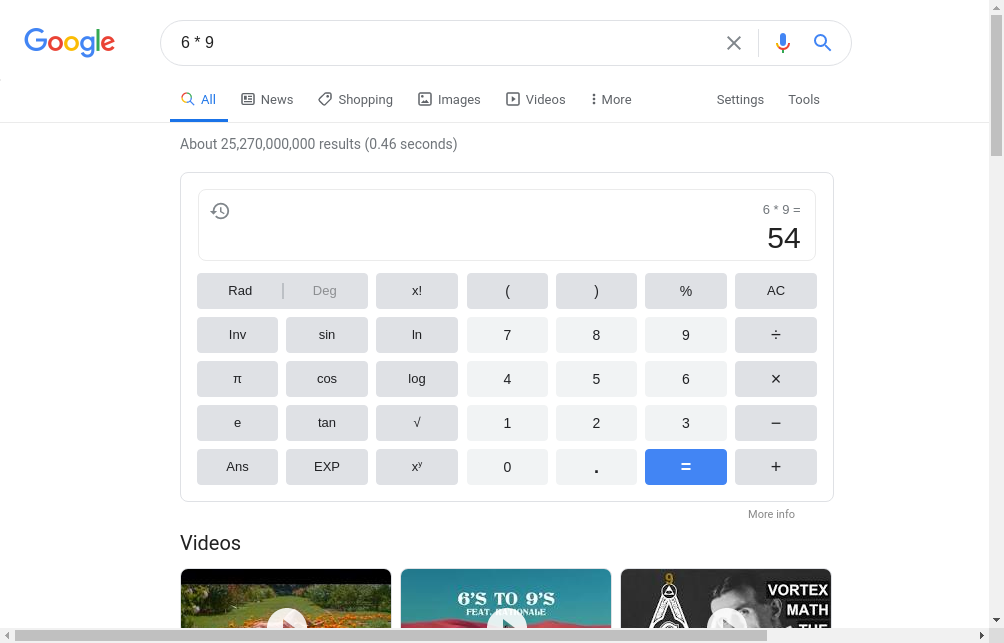 Google
6 * 9
All
News
Shopping
Images
Videos
More
Settings
Tools
About 25,270,000,000 results (0.46 seconds)
6 * 9 =
54
Rad | Deg x! ( ) % AC
Inv sin ln 7 8 9 ÷
π cos log 4 5 6 ×
e tan √ 1 2 3 −
Ans EXP xʸ 0 . = +
More info
Videos
6'S TO 9'S
FEAT. RATIONALE
9
VORTEX
MATH
THE